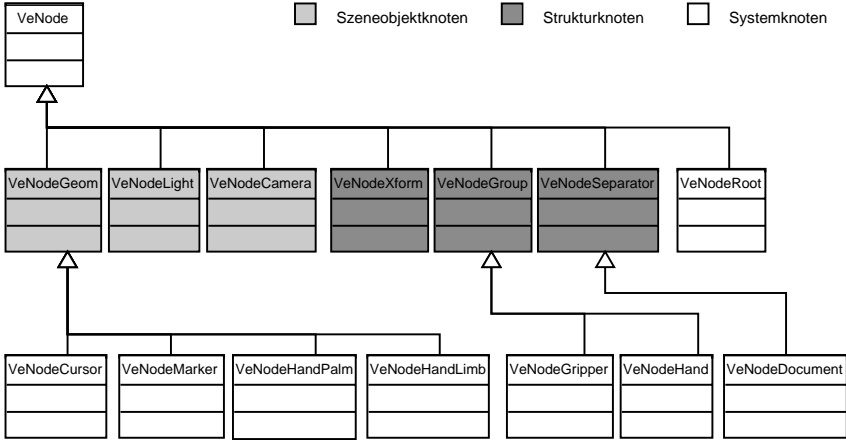 VeNode
Szeneobjektknoten
Strukturknoten
Systemknoten
VeNodeGeom
VeNodeLight
VeNodeCamera
VeNodeXform
VeNodeGroup
VeNodeSeparator
VeNodeRoot
VeNodeCursor
VeNodeMarker
VeNodeHandPalm
VeNodeHandLimb
VeNodeGripper
VeNodeHand
VeNodeDocument